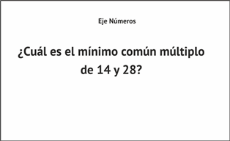 Eje Números
¿Cuál es el mínimo común múltiplo
de 14 y 28?